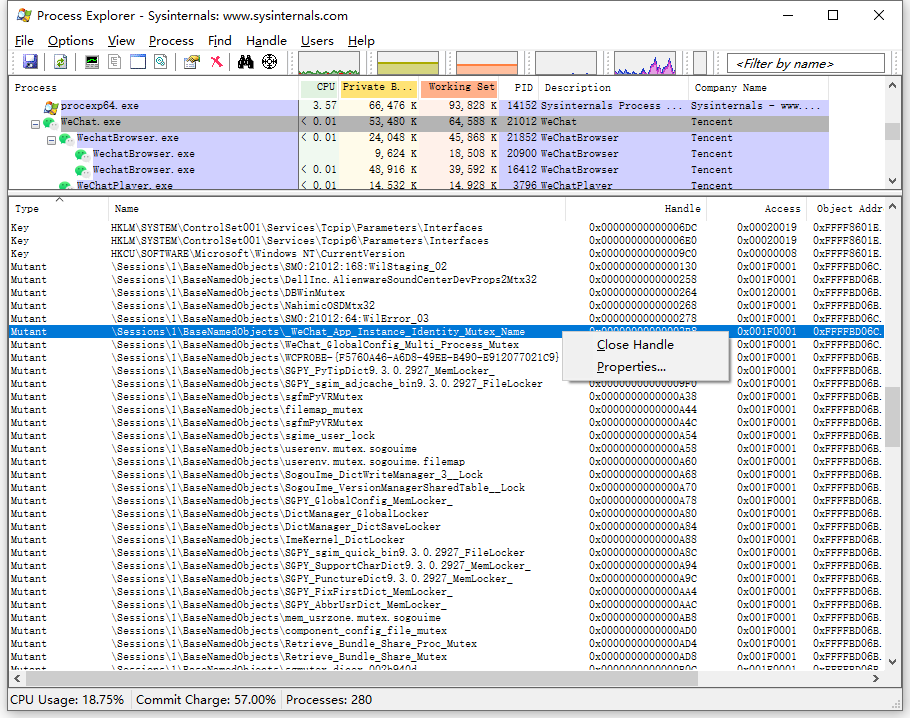 Process Explorer - Sysinternals: www.sysinternals.com
File Options View Process Find Handle Users Help
<Filter by name>
Process CPU Private B... Working Set PID Description Company Name
procexp64.exe 3.57 66,476 K 93,828 K 14152 Sysinternals Process ... Sysinternals - www....
WeChat.exe < 0.01 53,480 K 64,588 K 21012 WeChat Tencent
WechatBrowser.exe < 0.01 24,048 K 45,868 K 21852 WechatBrowser Tencent
WechatBrowser.exe 9,624 K 18,508 K 20900 WechatBrowser Tencent
WechatBrowser.exe < 0.01 48,916 K 39,592 K 16412 WechatBrowser Tencent
WeChatPlayer.exe < 0.01 14,532 K 14,928 K 3796 WeChatPlayer Tencent
Type Name Handle Access Object Addr
Key HKLM\SYSTEM\ControlSet001\Services\Tcpip\Parameters\Interfaces 0x00000000000006DC 0x00020019 0xFFFF8601E.
Key HKLM\SYSTEM\ControlSet001\Services\Tcpip6\Parameters\Interfaces 0x00000000000006E0 0x00020019 0xFFFF8601E.
Key HKCU\SOFTWARE\Microsoft\Windows NT\CurrentVersion 0x00000000000009C0 0x00000008 0xFFFF8601E.
Mutant \Sessions\1\BaseNamedObjects\SM0:21012:168:WilStaging_02 0x0000000000000130 0x001F0001 0xFFFFBD06C.
Mutant \Sessions\1\BaseNamedObjects\DellInc.AlienwareSoundCenterDevProps2Mtx32 0x0000000000000258 0x001F0001 0xFFFFBD06C.
Mutant \Sessions\1\BaseNamedObjects\DBWinMutex 0x0000000000000264 0x00120001 0xFFFFBD06C.
Mutant \Sessions\1\BaseNamedObjects\NahimicOSDMtx32 0x0000000000000268 0x001F0001 0xFFFFBD06C.
Mutant \Sessions\1\BaseNamedObjects\SM0:21012:64:WilError_03 0x0000000000000278 0x001F0001 0xFFFFBD06C.
Mutant \Sessions\1\BaseNamedObjects\_WeChat_App_Instance_Identity_Mutex_Name 0x001F0001 0xFFFFBD06C.
Mutant \Sessions\1\BaseNamedObjects\WeChat_GlobalConfig_Multi_Process_Mutex 0x001F0001 0xFFFFBD06C.
Close Handle
Mutant \Sessions\1\BaseNamedObjects\WCPROBE-{F5760A46-A6D8-49EE-B490-E912077021C9} 0x001F0001 0xFFFFBD06B.
Mutant \Sessions\1\BaseNamedObjects\SGPY_PyTipDict9.3.0.2927_MemLocker_ 0x001F0001 0xFFFFBD06B.
Properties...
Mutant \Sessions\1\BaseNamedObjects\SGPY_sgim_adjcache_bin9.3.0.2927_FileLocker 0x00000000000009F0 0x001F0001 0xFFFFBD06B.
Mutant \Sessions\1\BaseNamedObjects\sgfmPyVRMutex 0x0000000000000A38 0x001F0001 0xFFFFBD06B.
Mutant \Sessions\1\BaseNamedObjects\filemap_mutex 0x0000000000000A44 0x001F0001 0xFFFFBD06B.
Mutant \Sessions\1\BaseNamedObjects\sgfmPyVRMutex 0x0000000000000A4C 0x001F0001 0xFFFFBD06B.
Mutant \Sessions\1\BaseNamedObjects\sgime_user_lock 0x0000000000000A54 0x001F0001 0xFFFFBD06B.
Mutant \Sessions\1\BaseNamedObjects\userenv.mutex.sogouime 0x0000000000000A58 0x001F0001 0xFFFFBD06B.
Mutant \Sessions\1\BaseNamedObjects\userenv.mutex.sogouime.filemap 0x0000000000000A60 0x001F0001 0xFFFFBD06B.
Mutant \Sessions\1\BaseNamedObjects\SogouIme_DictWriteManager_3__Lock 0x0000000000000A68 0x001F0001 0xFFFFBD06B.
Mutant \Sessions\1\BaseNamedObjects\SogouIme_VersionManagerSharedTable__Lock 0x0000000000000A70 0x001F0001 0xFFFFBD06B.
Mutant \Sessions\1\BaseNamedObjects\SGPY_GlobalConfig_MemLocker_ 0x0000000000000A78 0x001F0001 0xFFFFBD06B.
Mutant \Sessions\1\BaseNamedObjects\DictManager_GlobalLocker 0x0000000000000A80 0x001F0001 0xFFFFBD06B.
Mutant \Sessions\1\BaseNamedObjects\DictManager_DictSaveLocker 0x0000000000000A84 0x001F0001 0xFFFFBD06B.
Mutant \Sessions\1\BaseNamedObjects\ImeKernel_DictLocker 0x0000000000000A88 0x001F0001 0xFFFFBD06B.
Mutant \Sessions\1\BaseNamedObjects\SGPY_sgim_quick_bin9.3.0.2927_FileLocker 0x0000000000000A8C 0x001F0001 0xFFFFBD06B.
Mutant \Sessions\1\BaseNamedObjects\SGPY_SupportCharDict9.3.0.2927_MemLocker_ 0x0000000000000A94 0x001F0001 0xFFFFBD06B.
Mutant \Sessions\1\BaseNamedObjects\SGPY_PunctureDict9.3.0.2927_MemLocker_ 0x0000000000000A9C 0x001F0001 0xFFFFBD06B.
Mutant \Sessions\1\BaseNamedObjects\SGPY_FixFirstDict_MemLocker_ 0x0000000000000AA4 0x001F0001 0xFFFFBD06B.
Mutant \Sessions\1\BaseNamedObjects\SGPY_AbbrUsrDict_MemLocker_ 0x0000000000000AAC 0x001F0001 0xFFFFBD06B.
Mutant \Sessions\1\BaseNamedObjects\mem_usrzone.mutex.sogouime 0x0000000000000AB8 0x001F0001 0xFFFFBD06B.
Mutant \Sessions\1\BaseNamedObjects\component_config_file_mutex 0x0000000000000AD0 0x001F0001 0xFFFFBD06B.
Mutant \Sessions\1\BaseNamedObjects\Retrieve_Bundle_Share_Proc_Mutex 0x0000000000000AD4 0x001F0001 0xFFFFBD06B.
Mutant \Sessions\1\BaseNamedObjects\Retrieve_Bundle_Share_Mutex 0x0000000000000AD8 0x001F0001 0xFFFFBD06B.
CPU Usage: 18.75% Commit Charge: 57.00% Processes: 280